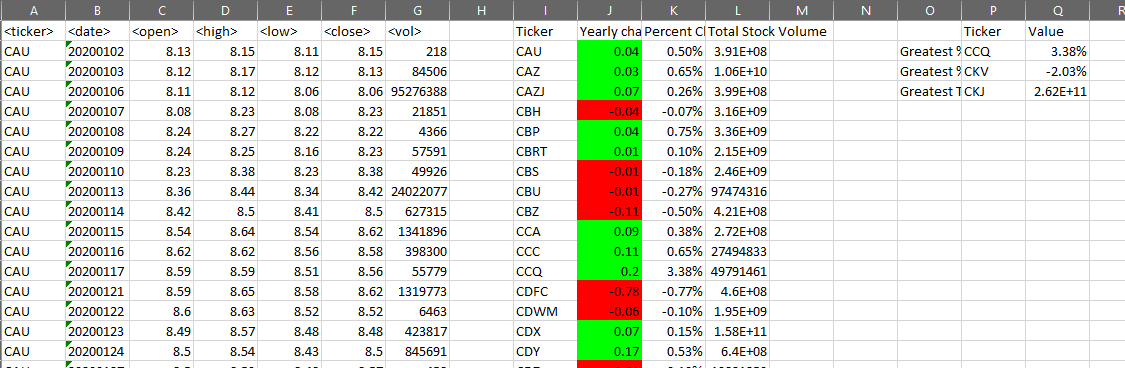 A B C D E F G H I J K L M N O P Q R
<ticker> <date> <open> <high> <low> <close> <vol> Ticker Yearly cha Percent Total Stock Volume Ticker Value
CAU 20200102 8.13 8.15 8.11 8.15 218 CAU 0.04 0.50% 3.91E+08 Greatest CCQ 3.38%
CAU 20200103 8.12 8.17 8.12 8.13 84506 CAZ 0.03 0.65% 1.06E+10 Greatest CKV -2.03%
CAU 20200106 8.11 8.12 8.06 8.06 95276388 CAZJ 0.07 0.26% 3.99E+08 Greatest T CKJ 2.62E+11
CAU 20200107 8.08 8.23 8.08 8.23 21851 CBH -0.04 -0.07% 3.16E+09
CAU 20200108 8.24 8.27 8.22 8.22 4366 CBP 0.04 0.75% 3.36E+09
CAU 20200109 8.24 8.25 8.16 8.23 57591 CBRT 0.01 0.10% 2.15E+09
CAU 20200110 8.23 8.38 8.23 8.38 49926 CBS -0.01 -0.18% 2.46E+09
CAU 20200113 8.36 8.44 8.34 8.42 24022077 CBU -0.01 -0.27% 97474316
CAU 20200114 8.42 8.5 8.41 8.5 627315 CBZ -0.11 -0.50% 4.21E+08
CAU 20200115 8.54 8.64 8.54 8.62 1341896 CCA 0.09 0.38% 2.72E+08
CAU 20200116 8.62 8.62 8.56 8.58 398300 CCC 0.11 0.65% 27494833
CAU 20200117 8.59 8.59 8.51 8.56 55779 CCQ 0.2 3.38% 49791461
CAU 20200121 8.59 8.65 8.58 8.62 1319773 CDFC -0.78 -0.77% 4.6E+08
CAU 20200122 8.6 8.63 8.52 8.52 6463 CDWM -0.06 -0.10% 1.95E+09
CAU 20200123 8.49 8.57 8.48 8.48 423817 CDX 0.07 0.15% 1.58E+11
CAU 20200124 8.5 8.54 8.43 8.5 845691 CDY 0.17 0.53% 6.4E+08